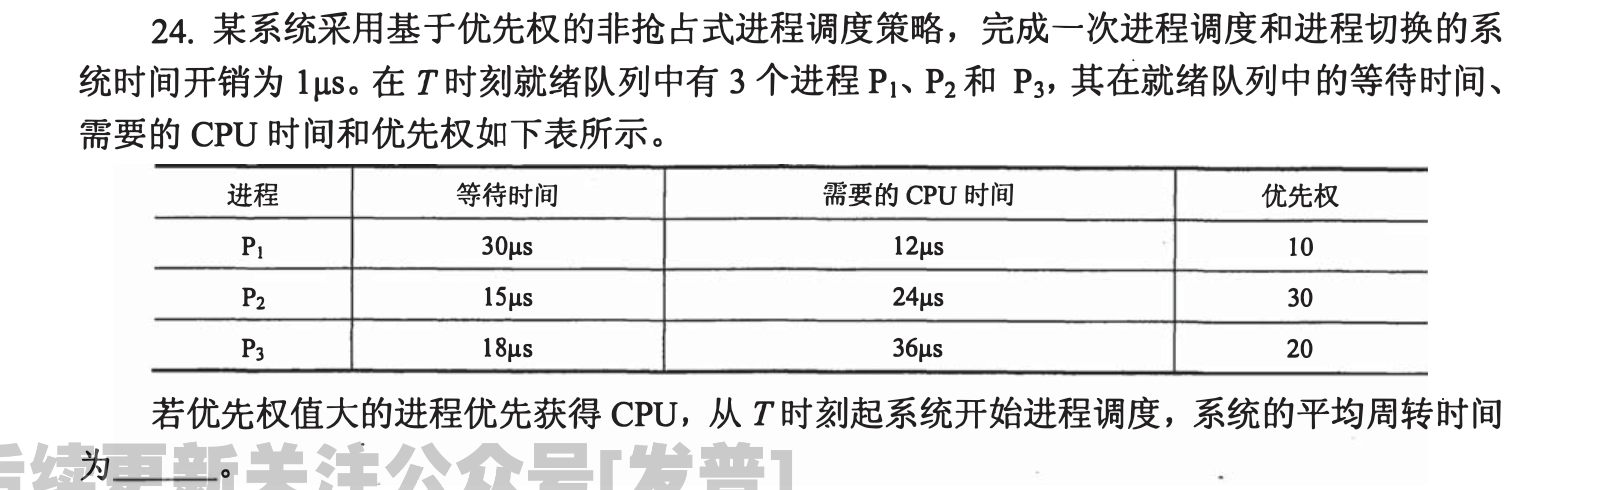 24. 某系统采用基于优先权的非抢占式进程调度策略，完成一次进程调度和进程切换的系
统时间开销为 1μs。在 T 时刻就绪队列中有 3 个进程 P₁、P₂ 和 P₃，其在就绪队列中的等待时间、
需要的 CPU 时间和优先权如下表所示。
进程 等待时间 需要的 CPU 时间 优先权
P₁ 30μs 12μs 10
P₂ 15μs 24μs 30
P₃ 18μs 36μs 20
若优先权值大的进程优先获得 CPU，从 T 时刻起系统开始进程调度，系统的平均周转时间
为______。
后续更新关注公众号[发普]